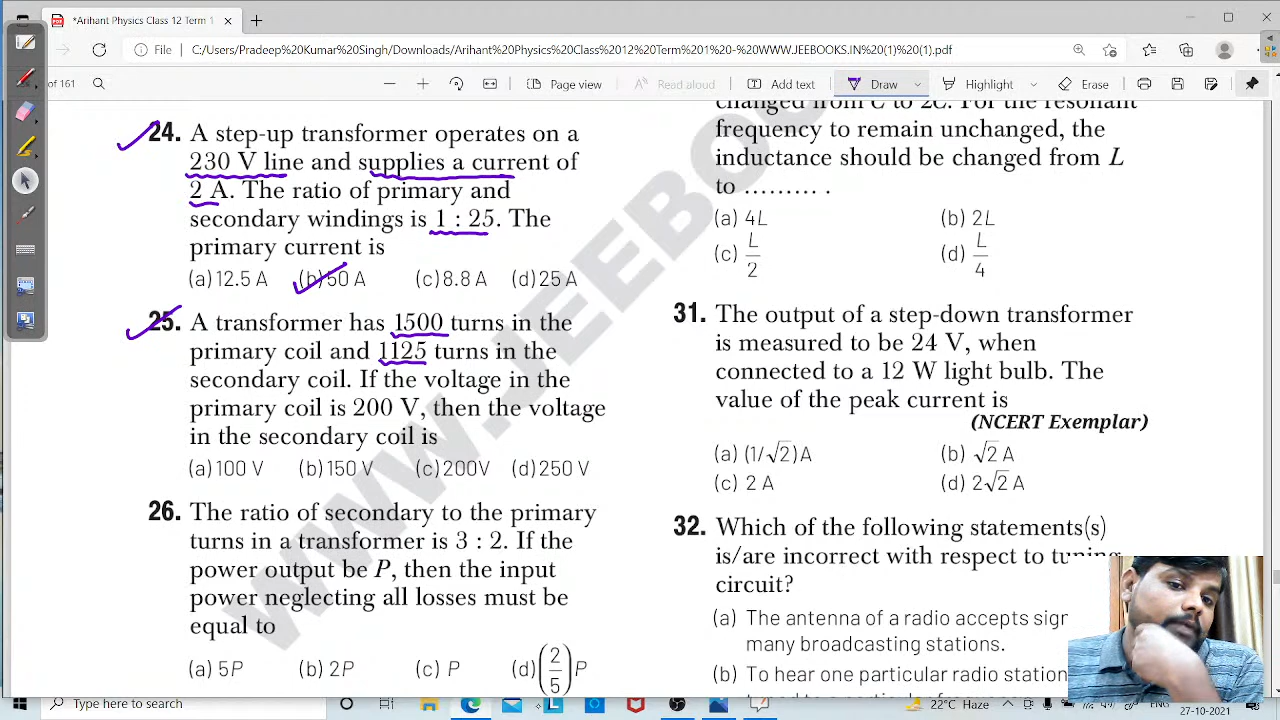 *Arihant Physics Class 12 Term 1
File
C:/Users/Pradeep%20Kumar%20Singh/Downloads/Arihant%20Physics%20Class%2012%20Term%201%20-%20WWW.JEEBOOKS.IN%20(1)%20(1).pdf
of 161
Page view
Read aloud
Add text
Draw
Highlight
Erase
24. A step-up transformer operates on a
230 V line and supplies a current of
2 A. The ratio of primary and
secondary windings is 1 : 25. The
primary current is
(a) 12.5 A (b) 50 A (c) 8.8 A (d) 25 A
25. A transformer has 1500 turns in the
primary coil and 1125 turns in the
secondary coil. If the voltage in the
primary coil is 200 V, then the voltage
in the secondary coil is
(a) 100 V (b) 150 V (c) 200V (d) 250 V
26. The ratio of secondary to the primary
turns in a transformer is 3 : 2. If the
power output be P, then the input
power neglecting all losses must be
equal to
(a) 5P (b) 2P (c) P (d) (2/5)P
changed from C to 2C. For the resonant
frequency to remain unchanged, the
inductance should be changed from L
to ......... .
(a) 4L (b) 2L
(c) L/2 (d) L/4
31. The output of a step-down transformer
is measured to be 24 V, when
connected to a 12 W light bulb. The
value of the peak current is
(NCERT Exemplar)
(a) (1/√2) A (b) √2 A
(c) 2 A (d) 2√2 A
32. Which of the following statements(s)
is/are incorrect with respect to tuning
circuit?
(a) The antenna of a radio accepts sign
many broadcasting stations.
(b) To hear one particular radio station
WWW.JEEBO
Type here to search
22°C Haze
27-10-2021